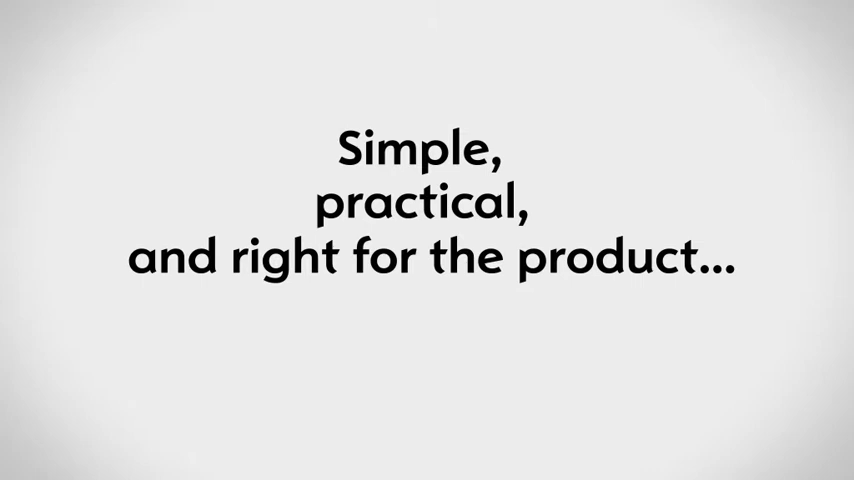 Simple,
practical,
and right for the product...